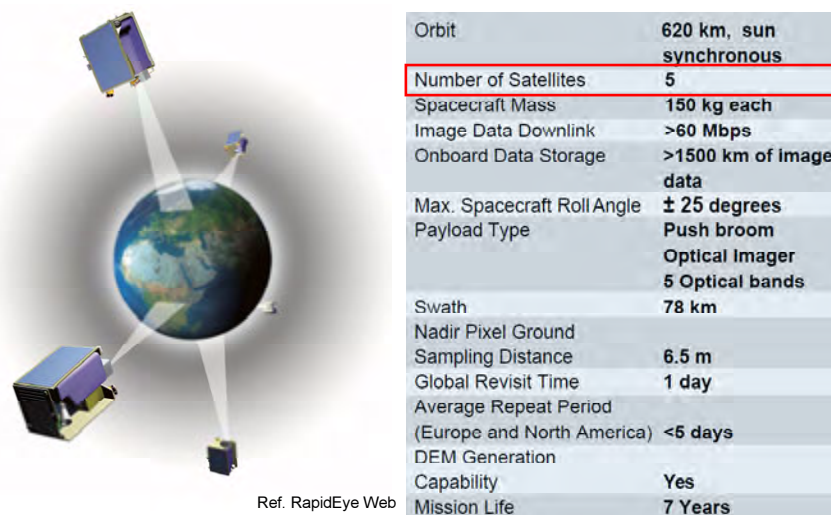 Orbit 620 km, sun
synchronous
Number of Satellites 5
Spacecraft Mass 150 kg each
Image Data Downlink >60 Mbps
Onboard Data Storage >1500 km of image
data
Max. Spacecraft Roll Angle ± 25 degrees
Payload Type Push broom
Optical Imager
5 Optical bands
Swath 78 km
Nadir Pixel Ground
Sampling Distance 6.5 m
Global Revisit Time 1 day
Average Repeat Period
(Europe and North America) <5 days
DEM Generation
Capability Yes
Mission Life 7 Years
Ref. RapidEye Web